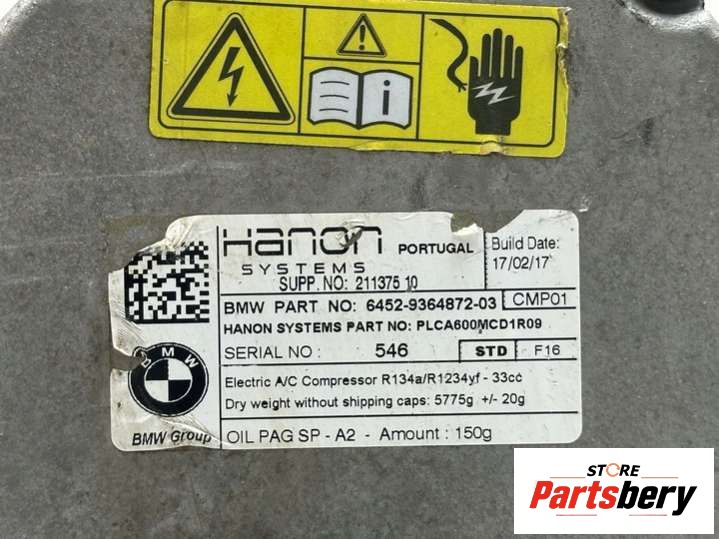 Hanon
SYSTEMS
PORTUGAL
Build Date:
17/02/17
SUPP. NO: 211375 10
BMW PART NO: 6452-9364872-03
CMP01
HANON SYSTEMS PART NO: PLCA600MCD1R09
SERIAL NO : 546 STD F16
BMW
Electric A/C Compressor R134a/R1234yf - 33cc
Dry weight without shipping caps: 5775g +/- 20g
BMW Group
OIL PAG SP - A2 - Amount : 150g
STORE
Partsbery